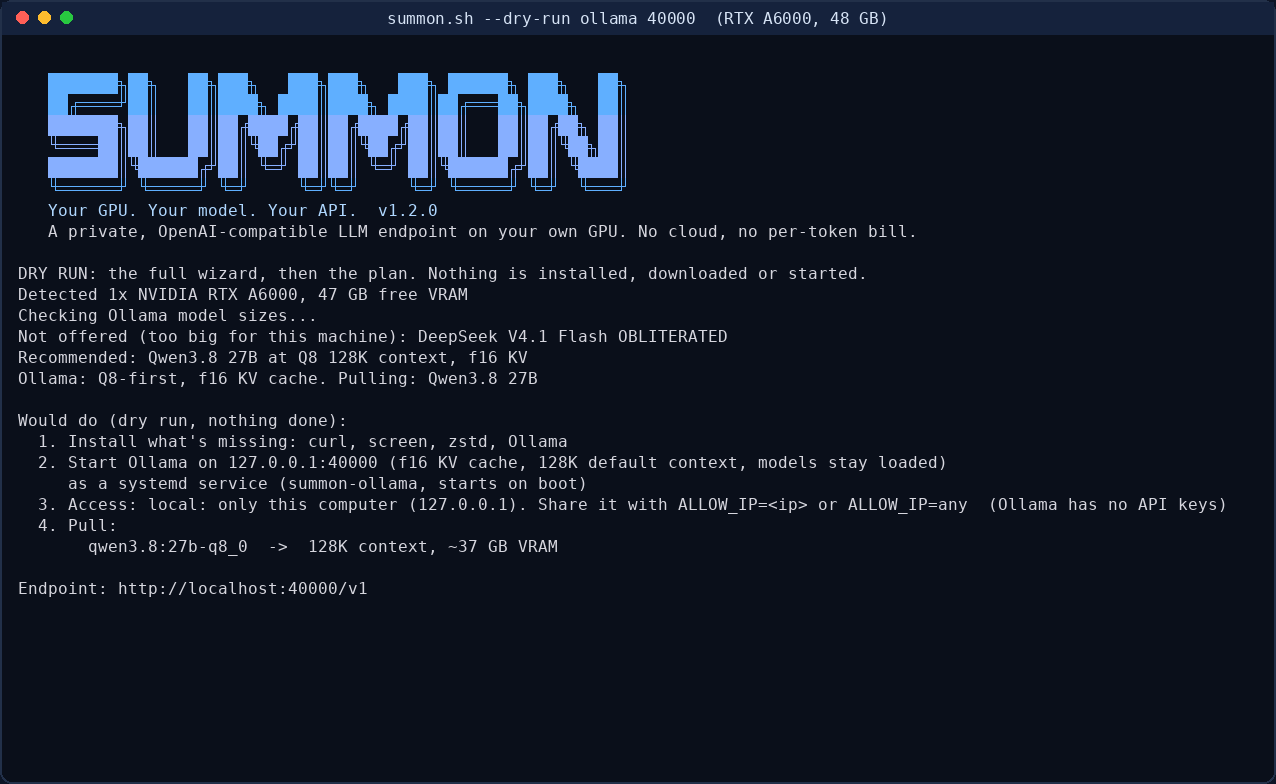 summon.sh --dry-run ollama 40000  (RTX A6000, 48 GB)
SUMMON
Your GPU. Your model. Your API.  v1.2.0
A private, OpenAI-compatible LLM endpoint on your own GPU. No cloud, no per-token bill.
DRY RUN: the full wizard, then the plan. Nothing is installed, downloaded or started.
Detected 1x NVIDIA RTX A6000, 47 GB free VRAM
Checking Ollama model sizes...
Not offered (too big for this machine): DeepSeek V4.1 Flash OBLITERATED
Recommended: Qwen3.8 27B at Q8 128K context, f16 KV
Ollama: Q8-first, f16 KV cache. Pulling: Qwen3.8 27B
Would do (dry run, nothing done):
  1. Install what's missing: curl, screen, zstd, Ollama
  2. Start Ollama on 127.0.0.1:40000 (f16 KV cache, 128K default context, models stay loaded)
     as a systemd service (summon-ollama, starts on boot)
  3. Access: local: only this computer (127.0.0.1). Share it with ALLOW_IP=<ip> or ALLOW_IP=any  (Ollama has no API keys)
  4. Pull:
       qwen3.8:27b-q8_0  ->  128K context, ~37 GB VRAM
Endpoint: http://localhost:40000/v1